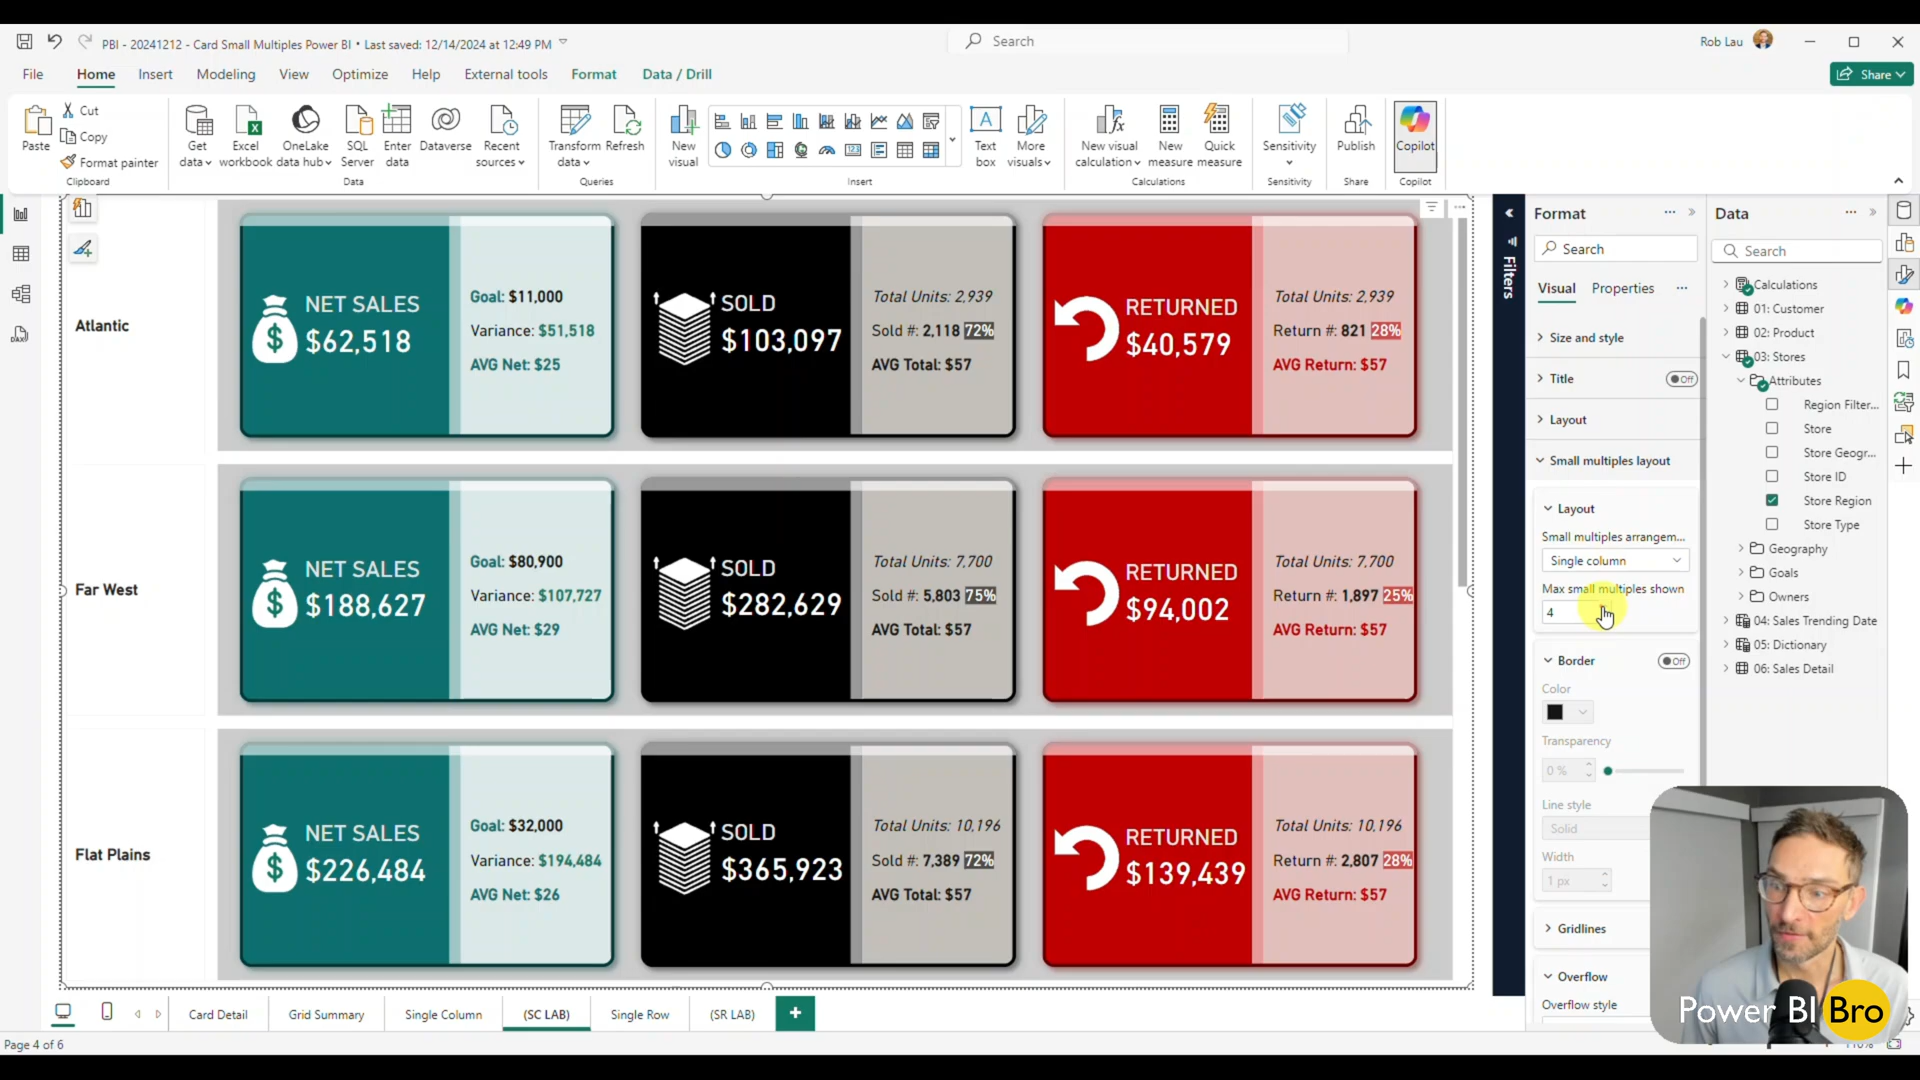 PBI - 20241212 - Card Small Multiples Power BI • Last saved: 12/14/2024 at 12:49 PM
Search
Rob Lau
File Home Insert Modeling View Optimize Help External tools Format Data / Drill
Share
Paste
Cut
Copy
Format painter
Clipboard
Get data
Excel workbook
OneLake data hub
SQL Server
Enter data
Dataverse
Recent sources
Data
Transform data
Refresh
Queries
New visual
Text box
More visuals
Insert
New visual calculation
New measure
Quick measure
Calculations
Sensitivity
Sensitivity
Publish
Share
Copilot
Copilot
Atlantic
NET SALES
$62,518
Goal: $11,000
Variance: $51,518
AVG Net: $25
SOLD
$103,097
Total Units: 2,939
Sold #: 2,118 72%
AVG Total: $57
RETURNED
$40,579
Total Units: 2,939
Return #: 821 28%
AVG Return: $57
Far West
NET SALES
$188,627
Goal: $80,900
Variance: $107,727
AVG Net: $29
SOLD
$282,629
Total Units: 7,700
Sold #: 5,803 75%
AVG Total: $57
RETURNED
$94,002
Total Units: 7,700
Return #: 1,897 25%
AVG Return: $57
Flat Plains
NET SALES
$226,484
Goal: $32,000
Variance: $194,484
AVG Net: $26
SOLD
$365,923
Total Units: 10,196
Sold #: 7,389 72%
AVG Total: $57
RETURNED
$139,439
Total Units: 10,196
Return #: 2,807 28%
AVG Return: $57
Filters
Format
Search
Visual Properties
Size and style
Title Off
Layout
Small multiples layout
Layout
Small multiples arrangem...
Single column
Max small multiples shown
4
Border Off
Color
Transparency
0 %
Line style
Solid
Width
1 px
Gridlines
Overflow
Overflow style
Data
Search
Calculations
01: Customer
02: Product
03: Stores
Attributes
Region Filter...
Store
Store Geogr...
Store ID
Store Region
Store Type
Geography
Goals
Owners
04: Sales Trending Date
05: Dictionary
06: Sales Detail
Power BI Bro
Card Detail Grid Summary Single Column (SC LAB) Single Row (SR LAB)
Page 4 of 6